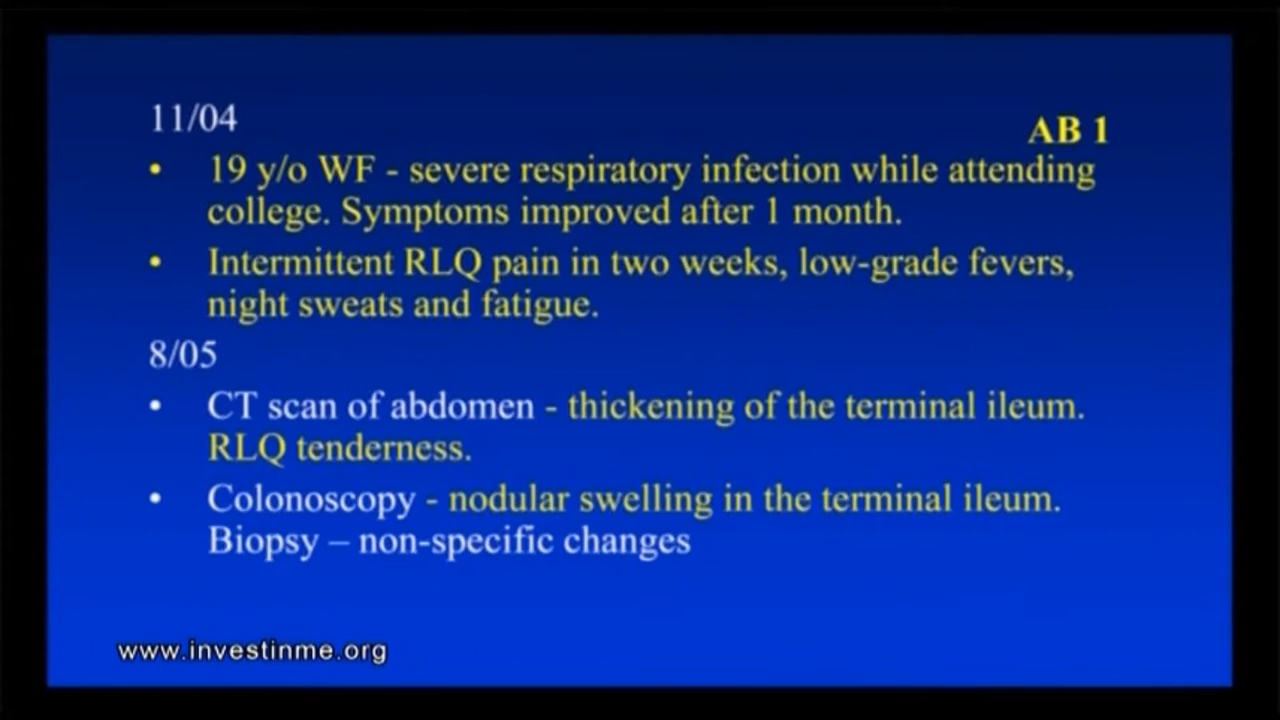 11/04
AB 1
• 19 y/o WF - severe respiratory infection while attending
college. Symptoms improved after 1 month.
• Intermittent RLQ pain in two weeks, low-grade fevers,
night sweats and fatigue.
8/05
• CT scan of abdomen - thickening of the terminal ileum.
RLQ tenderness.
• Colonoscopy - nodular swelling in the terminal ileum.
Biopsy – non-specific changes
www.investinme.org